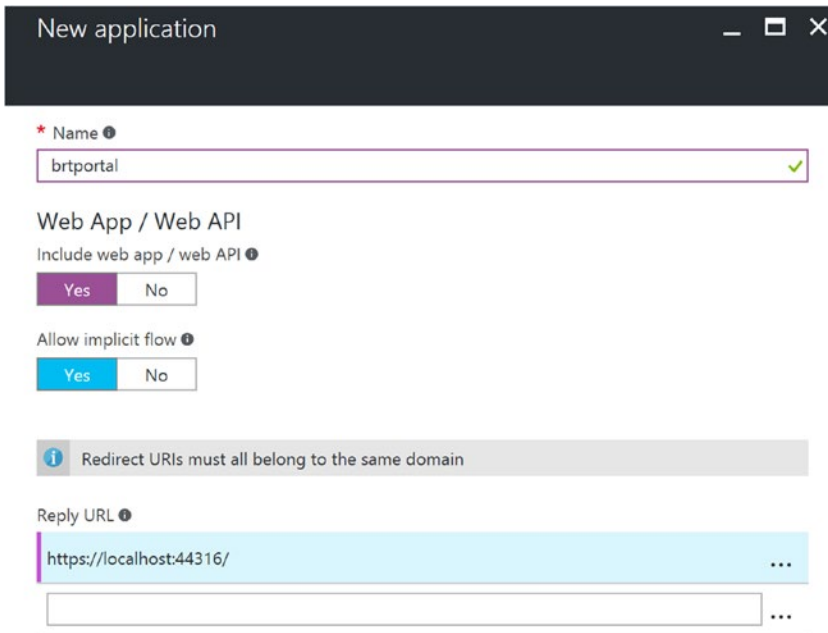 New application
* Name
brtportal
Web App / Web API
Include web app / web API
Yes No
Allow implicit flow
Yes No
Redirect URIs must all belong to the same domain
Reply URL
https://localhost:44316/
...
...